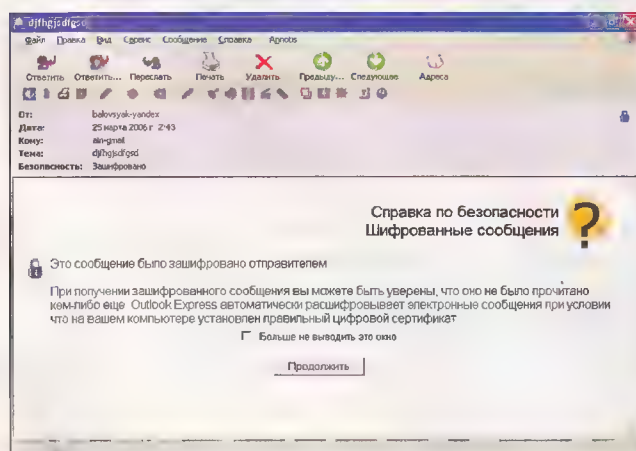 djfhgjsdfgsd
Файл Правка Вид Сервис Сообщение Справка Agnotis
Ответить Ответить... Переслать Печать Удалить Предыду... Следующее Адреса
От: balovsyak-yandex
Дата: 25 марта 2006 г 2:43
Кому: ain-gmail
Тема: djfhgjsdfgsd
Безопасность: Зашифровано
Справка по безопасности
Шифрованные сообщения
?
Это сообщение было зашифровано отправителем
При получении зашифрованного сообщения вы можете быть уверены, что оно не было прочитано
кем-либо еще Outlook Express автоматически расшифровывает электронные сообщения при условии
что на вашем компьютере установлен правильный цифровой сертификат
Больше не выводить это окно
Продолжить